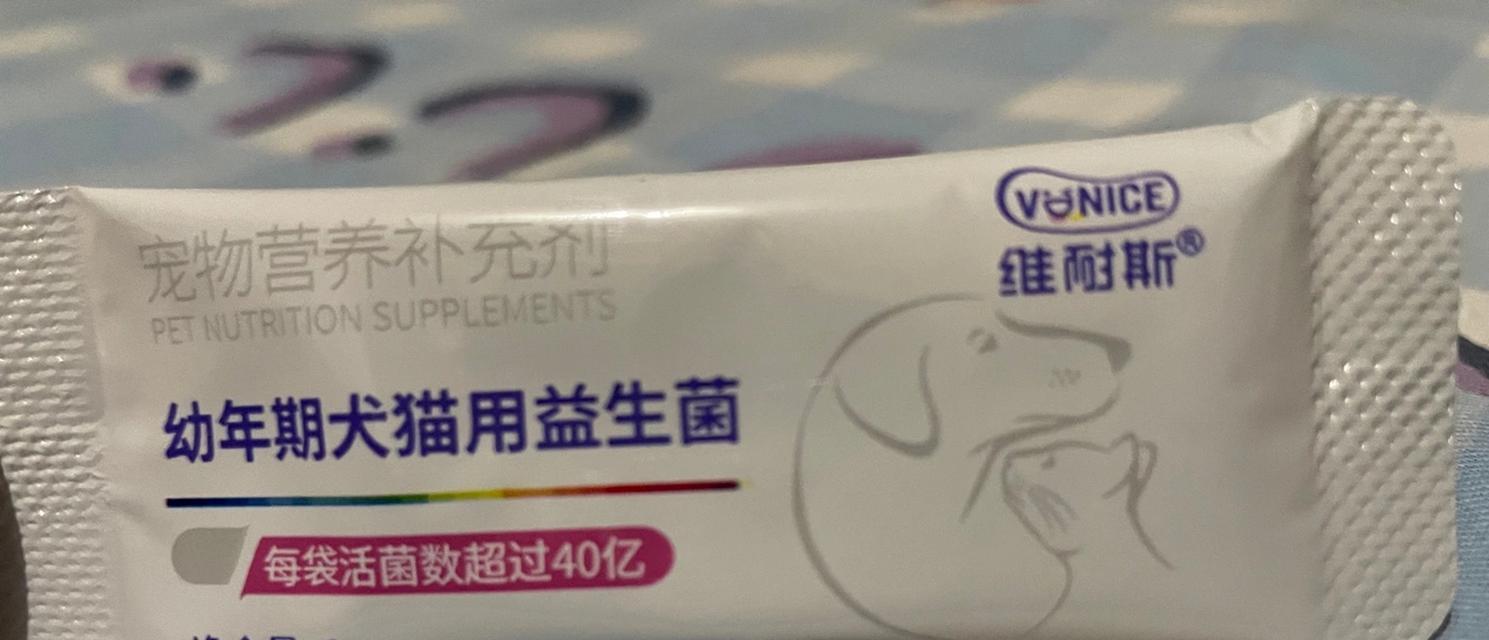 宠物营养补充剂
PET NUTRITION SUPPLEMENTS
幼年期犬猫用益生菌
每袋活菌数超过40亿
VONICE
维耐斯®